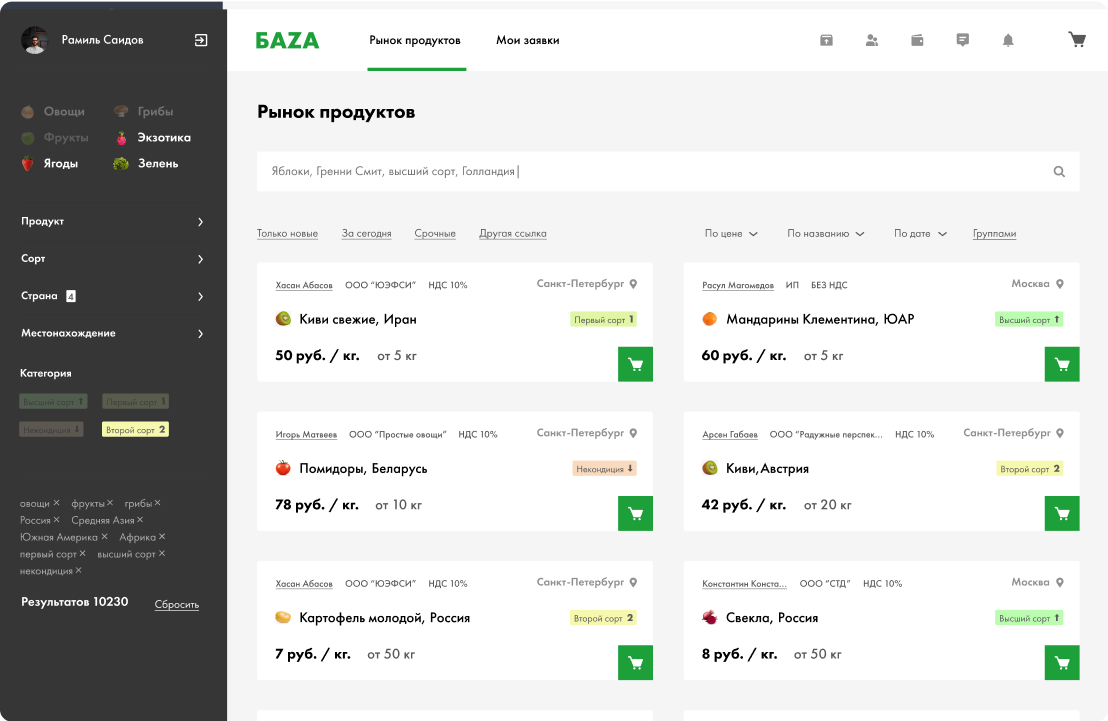 Рамиль Саидов
Овощи Грибы
Фрукты Экзотика
Ягоды Зелень
Продукт
Сорт
Страна 4
Местонахождение
Категория
Высший сорт ↑ Первый сорт 1
Некондиция ↓ Второй сорт 2
овощи × фрукты × грибы ×
Россия × Средняя Азия ×
Южная Америка × Африка ×
первый сорт × высший сорт ×
некондиция ×
Результатов 10230 Сбросить
БАZА Рынок продуктов Мои заявки
Рынок продуктов
Яблоки, Гренни Смит, высший сорт, Голландия|
Только новые За сегодня Срочные Другая ссылка По цене По названию По дате Группами
Хасан Абасов ООО “ЮЭФСИ” НДС 10% Санкт-Петербург
Киви свежие, Иран Первый сорт 1
50 руб. / кг. от 5 кг
Расул Магомедов ИП БЕЗ НДС Москва
Мандарины Клементина, ЮАР Высший сорт ↑
60 руб. / кг. от 5 кг
Игорь Матвеев ООО “Простые овощи” НДС 10% Санкт-Петербург
Помидоры, Беларусь Некондиция ↓
78 руб. / кг. от 10 кг
Арсен Габаев ООО “Радужные перспек... НДС 10% Санкт-Петербург
Киви,Австрия Второй сорт 2
42 руб. / кг. от 20 кг
Хасан Абасов ООО “ЮЭФСИ” НДС 10% Санкт-Петербург
Картофель молодой, Россия Второй сорт 2
7 руб. / кг. от 50 кг
Константин Конста... ООО “СТД” НДС 10% Москва
Свекла, Россия Высший сорт ↑
8 руб. / кг. от 50 кг